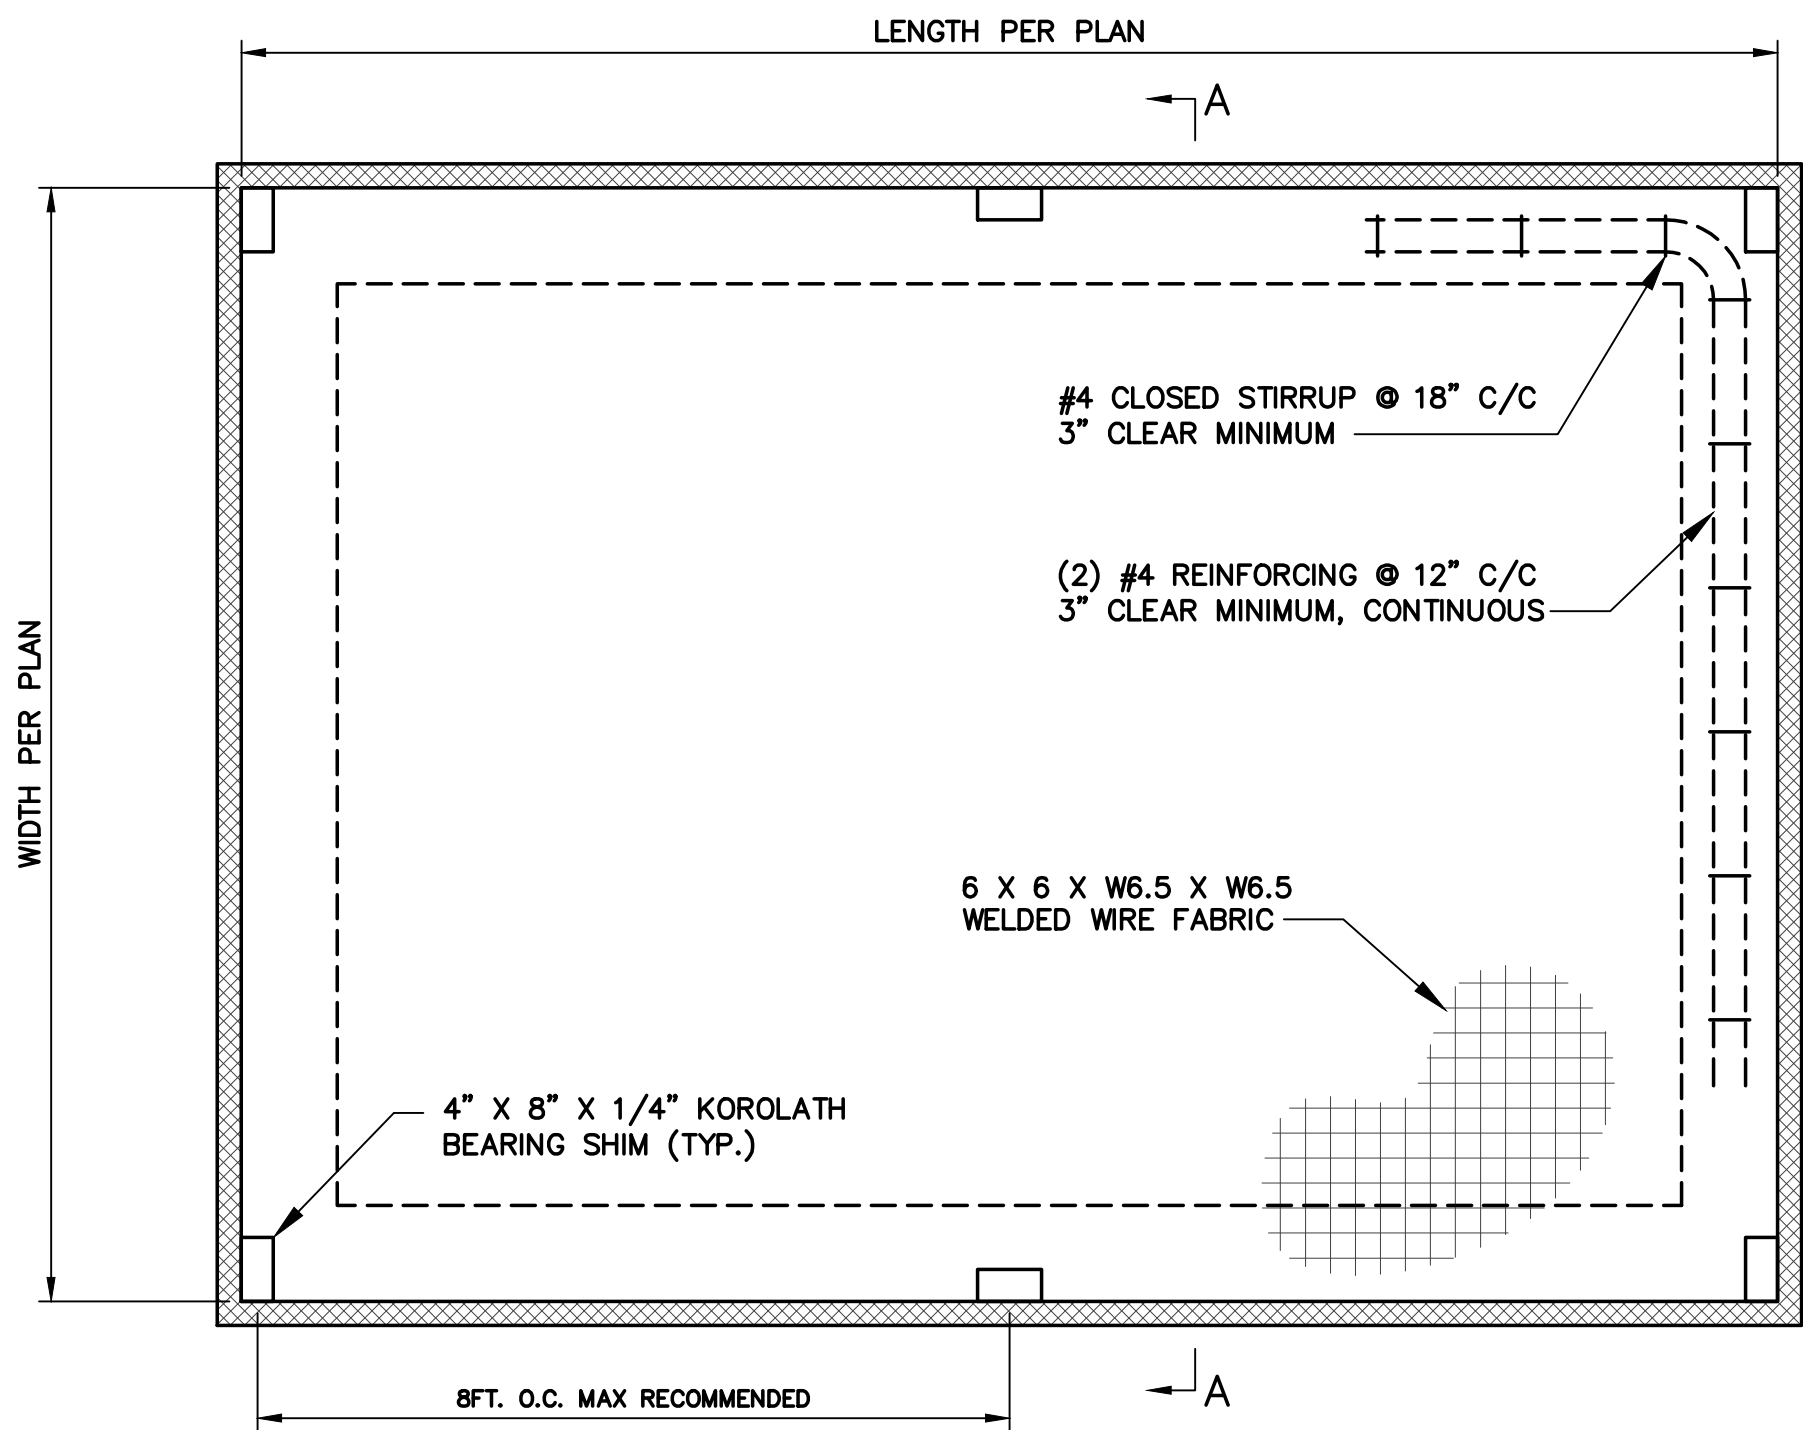 LENGTH PER PLAN
A
#4 CLOSED STIRRUP @ 18" C/C
3" CLEAR MINIMUM
(2) #4 REINFORCING @ 12" C/C
3" CLEAR MINIMUM, CONTINUOUS
WIDTH PER PLAN
6 X 6 X W6.5 X W6.5
WELDED WIRE FABRIC
4" X 8" X 1/4" KOROLATH
BEARING SHIM (TYP.)
8FT. O.C. MAX RECOMMENDED
A